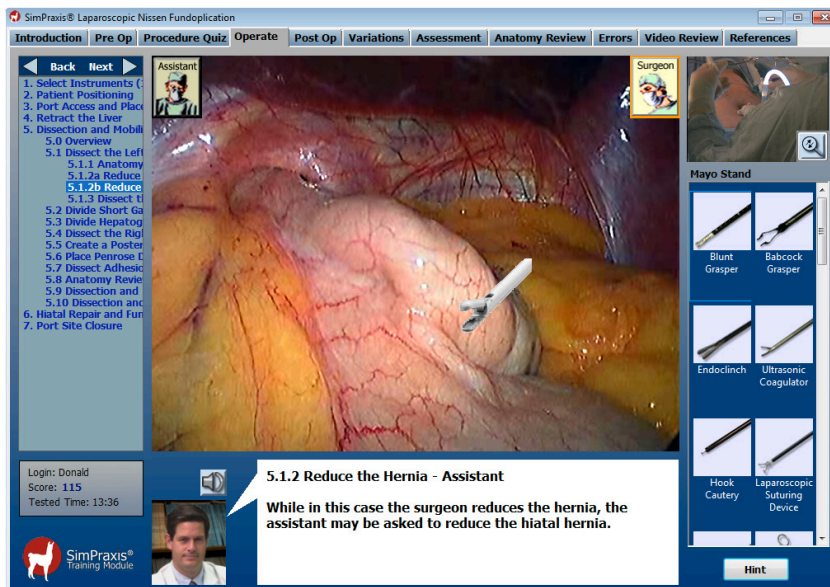 SimPraxis® Laparoscopic Nissen Fundoplication
Introduction Pre Op Procedure Quiz Operate Post Op Variations Assessment Anatomy Review Errors Video Review References
Back Next
1. Select Instruments (
2. Patient Positioning
3. Port Access and Place
4. Retract the Liver
5. Dissection and Mobili
5.0 Overview
5.1 Dissect the Left
5.1.1 Anatomy
5.1.2a Reduce
5.1.2b Reduce
5.1.3 Dissect t
5.2 Divide Short Ga
5.3 Divide Hepatog
5.4 Dissect the Rig
5.5 Create a Poster
5.6 Place Penrose D
5.7 Dissect Adhesio
5.8 Anatomy Revie
5.9 Dissection and
5.10 Dissection and
6. Hiatal Repair and Fun
7. Port Site Closure
Assistant
Surgeon
Mayo Stand
Blunt
Grasper
Babcock
Grasper
Endoclinch
Ultrasonic
Coagulator
Hook
Cautery
Laparoscopic
Suturing
Device
Hint
Login: Donald
Score: 115
Tested Time: 13:36
SimPraxis®
Training Module
5.1.2 Reduce the Hernia - Assistant
While in this case the surgeon reduces the hernia, the
assistant may be asked to reduce the hiatal hernia.